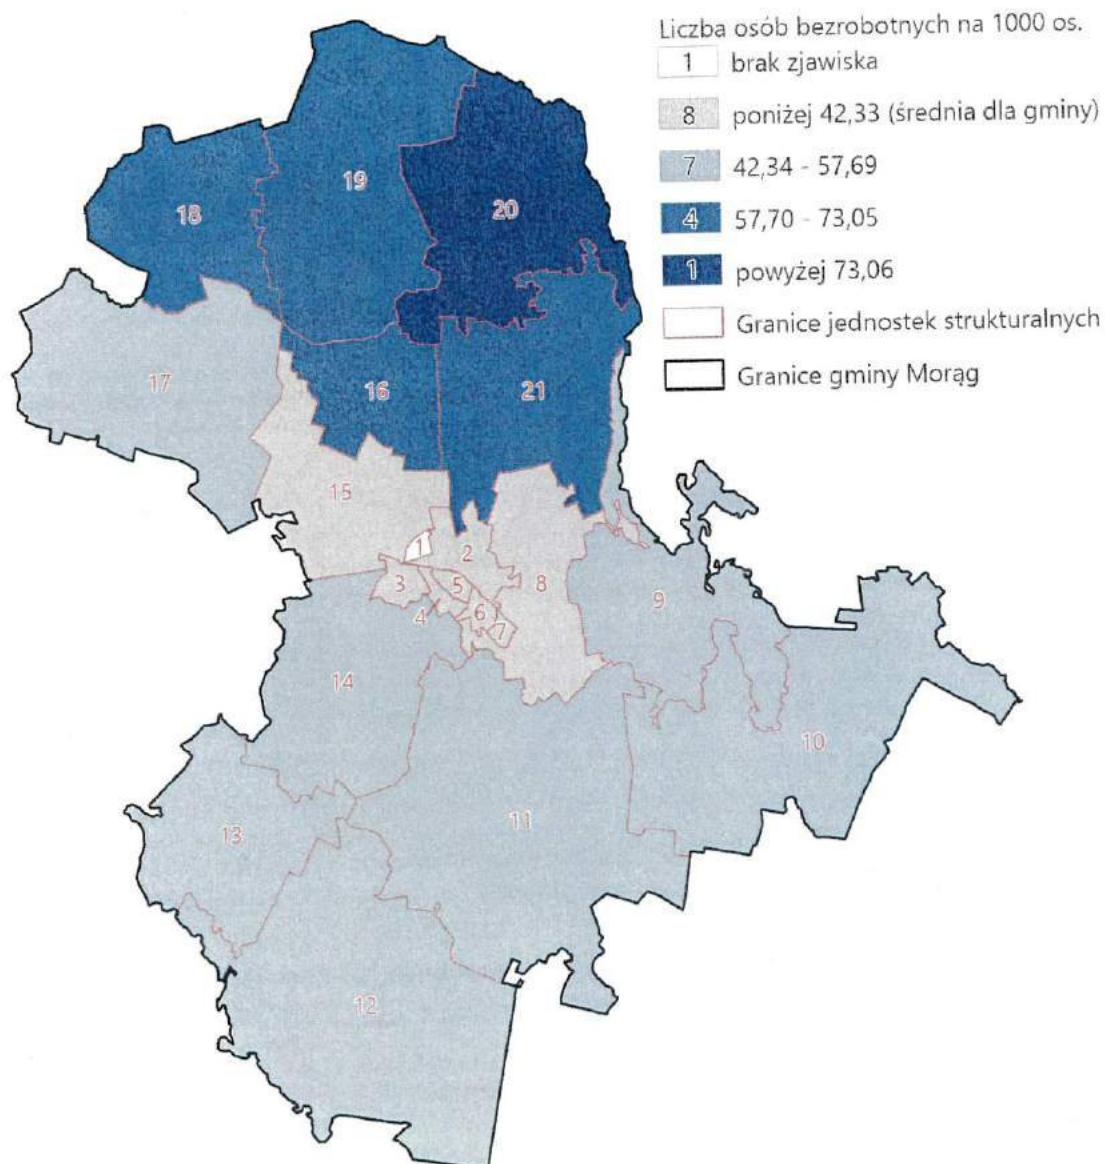 Liczba osób bezrobotnych na 1000 os.
1 brak zjawiska
8 poniżej 42,33 (średnia dla gminy)
7 42,34 - 57,69
4 57,70 - 73,05
1 powyżej 73,06
Granice jednostek strukturalnych
Granice gminy Morąg
19
18
20
17
16
21
15
1
2
3
5
8
9
4
6
7
14
10
11
13
12